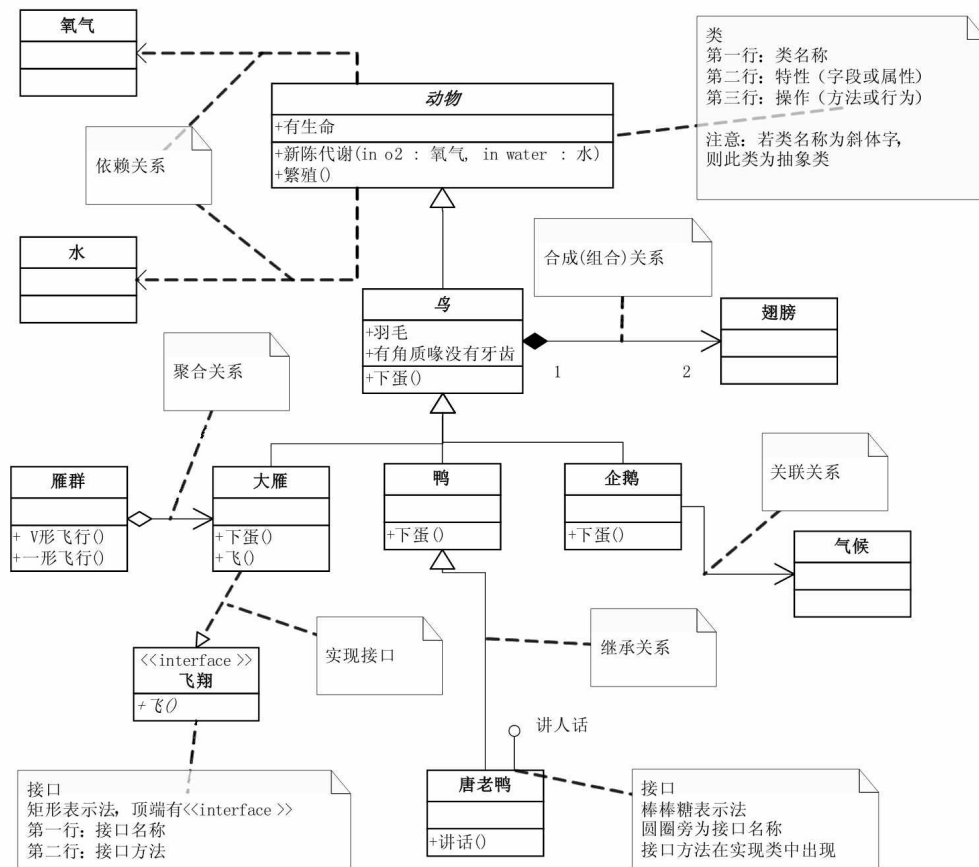 氧气
类
第一行：类名称
第二行：特性（字段或属性）
第三行：操作（方法或行为）
注意：若类名称为斜体字，
则此类为抽象类
动物
+有生命
+新陈代谢(in o2 : 氧气, in water : 水)
+繁殖()
依赖关系
水
合成(组合)关系
鸟
+羽毛
+有角质喙没有牙齿
+下蛋()
1
2
翅膀
聚合关系
雁群
+ V形飞行()
+一形飞行()
大雁
+下蛋()
+飞()
鸭
+下蛋()
企鹅
+下蛋()
关联关系
气候
实现接口
继承关系
<<interface >>
飞翔
+飞()
讲人话
接口
矩形表示法，顶端有<<interface >>
第一行：接口名称
第二行：接口方法
唐老鸭
+讲话()
接口
棒棒糖表示法
圆圈旁为接口名称
接口方法在实现类中出现